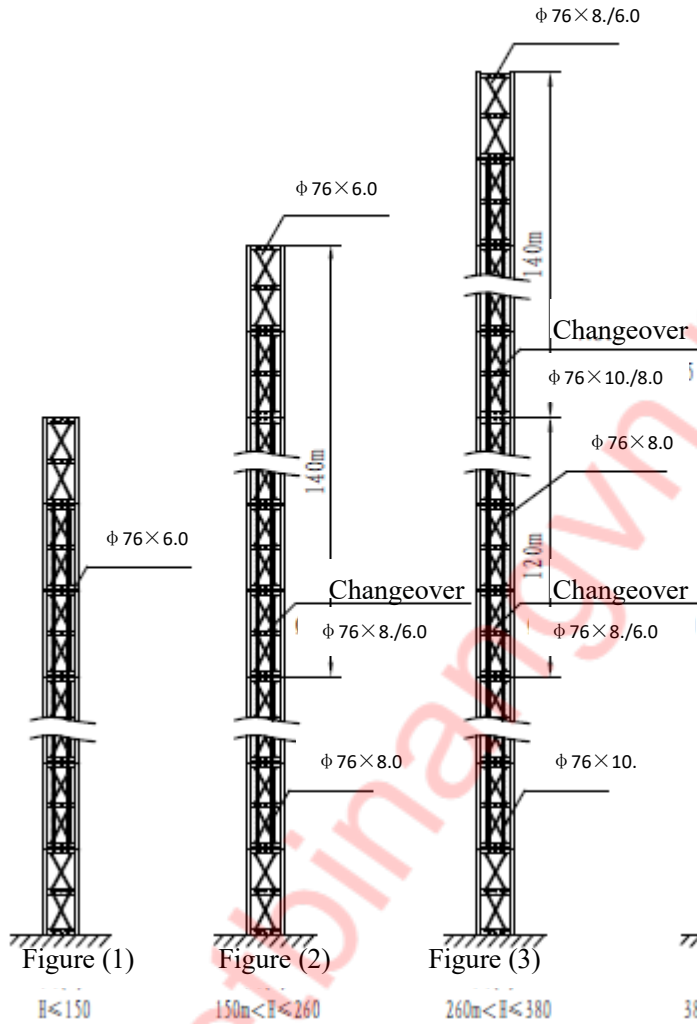 φ76×8./6.0
φ76×6.0
140m
Changeover
φ76×10./8.0
5
φ76×8.0
140m
φ76×6.0
120m
Changeover
φ76×8./6.0
Changeover
φ76×8./6.0
φ76×8.0
φ76×10.
Figure (1)
Figure (2)
Figure (3)
H≤150
150m<H≤260
260m<H≤380
38